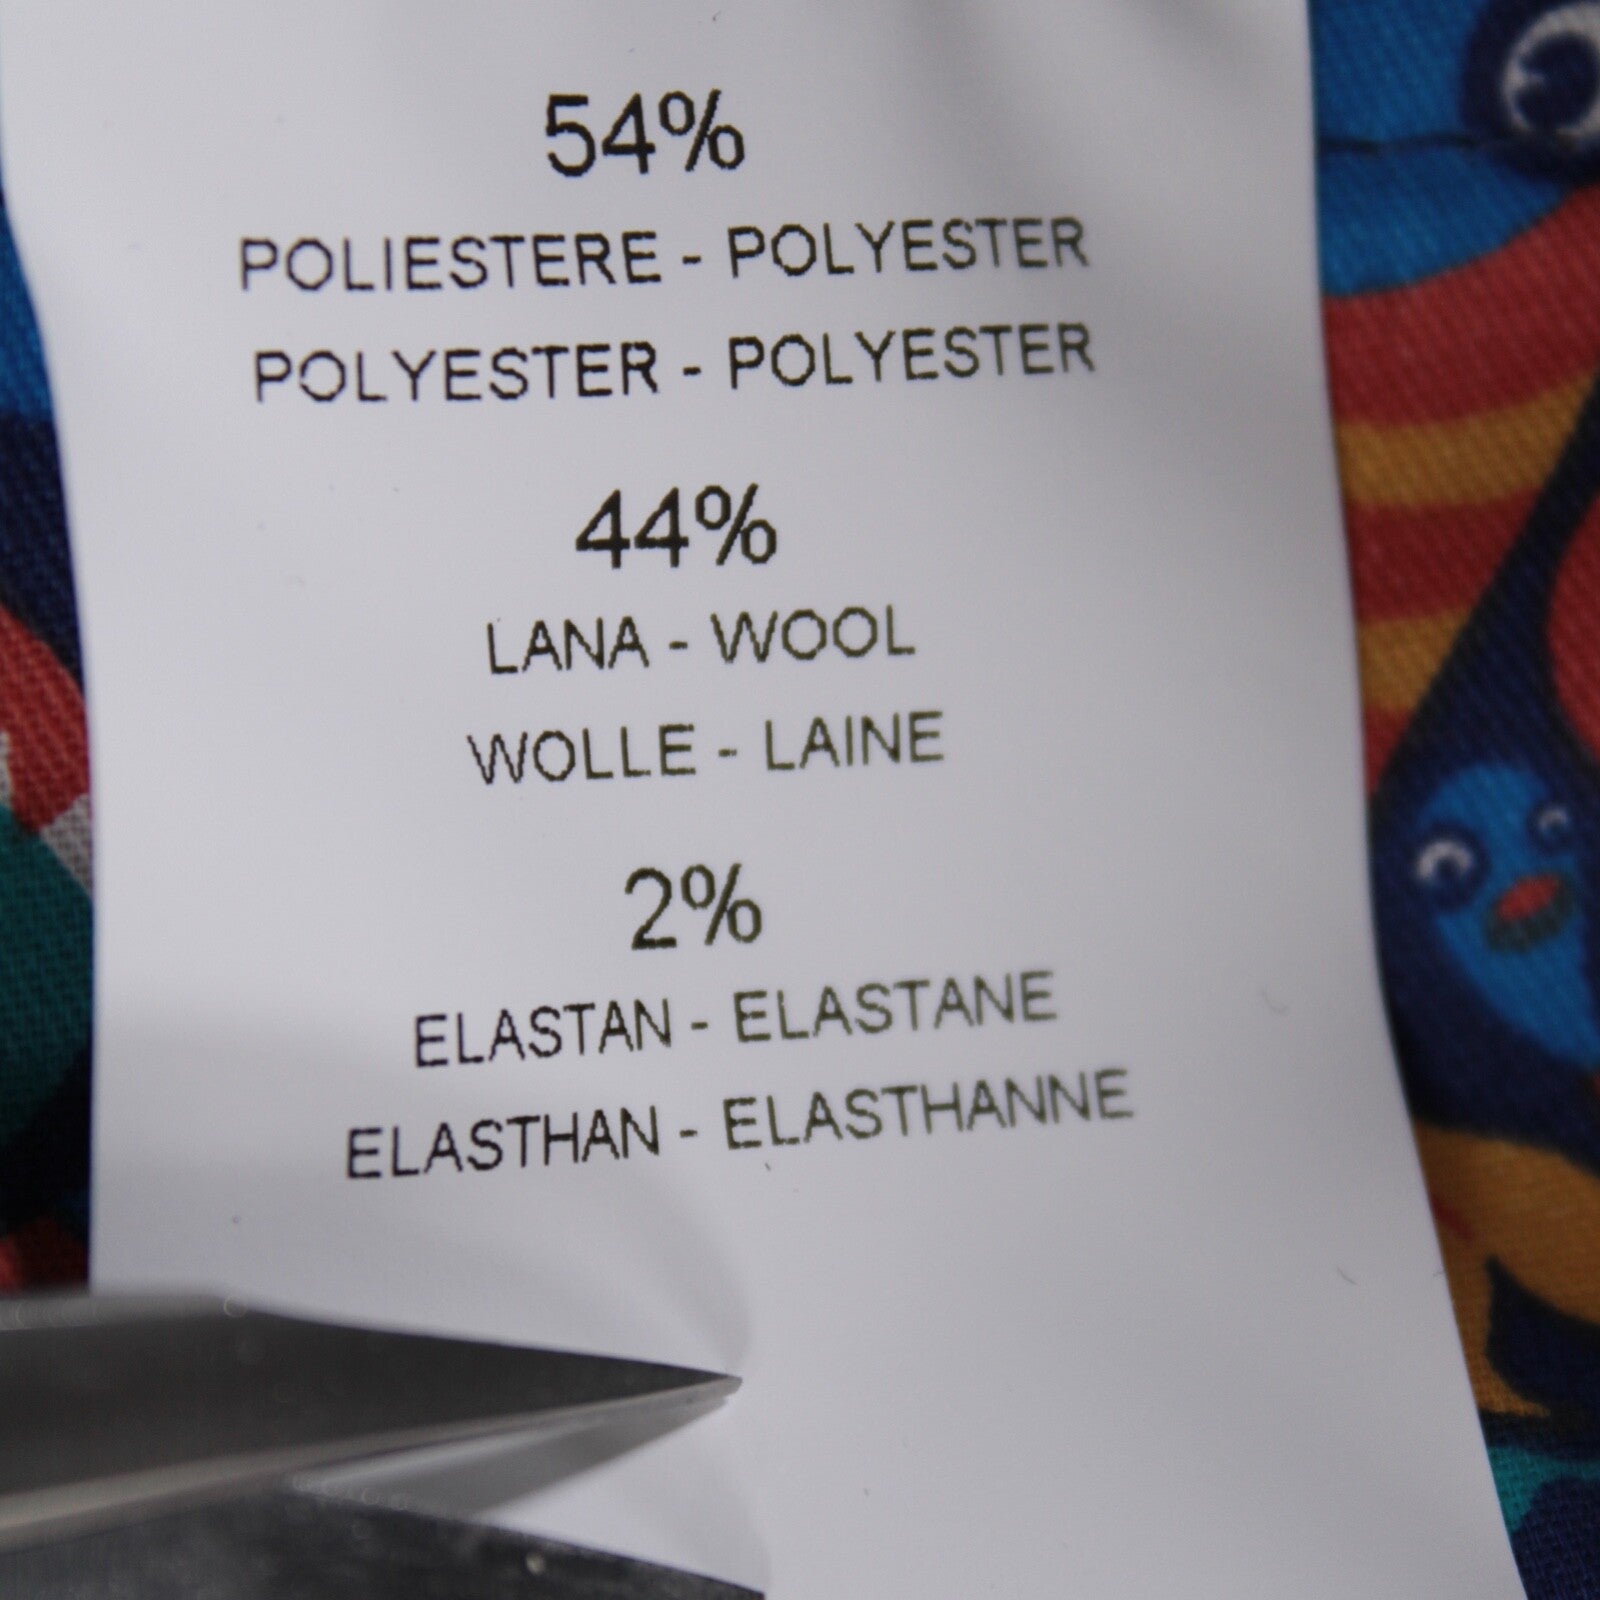 54%
POLIESTERE - POLYESTER
POLYESTER - POLYESTER
44%
LANA - WOOL
WOLLE - LAINE
2%
ELASTAN - ELASTANE
ELASTHAN - ELASTHANNE